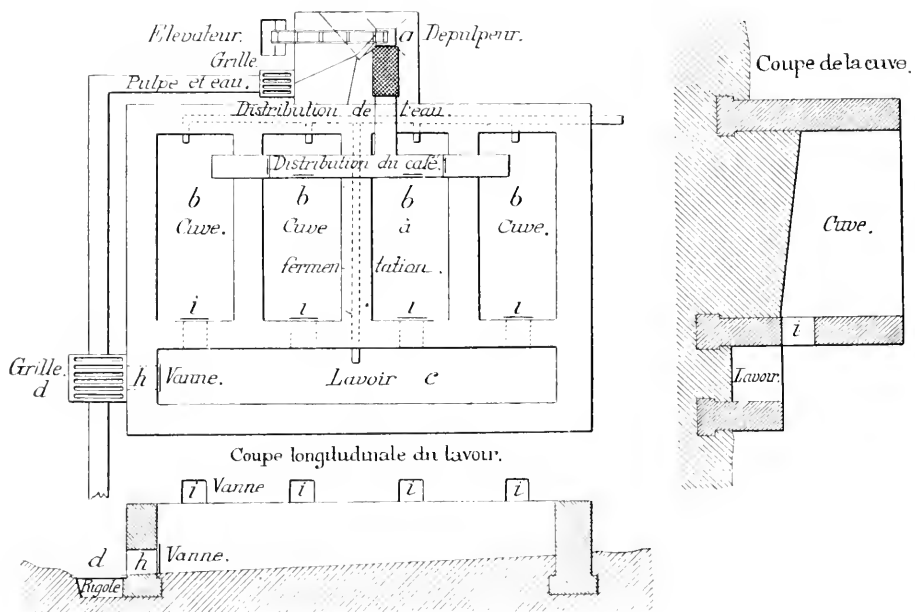 Elevateur.
a Depulpeur.
Grille.
Pulpe et eau.
Distribution de l'eau.
Distribution du café.
b b b b
Cuve. Cuve à Cuve.
fermen- tation.
i i i i
Grille.
d
h Vanne.
Lavoir c
Coupe longitudinale du lavoir.
i Vanne i i i
d h Vanne.
Rigole
Coupe de la cuve.
Cuve.
i
Lavoir.